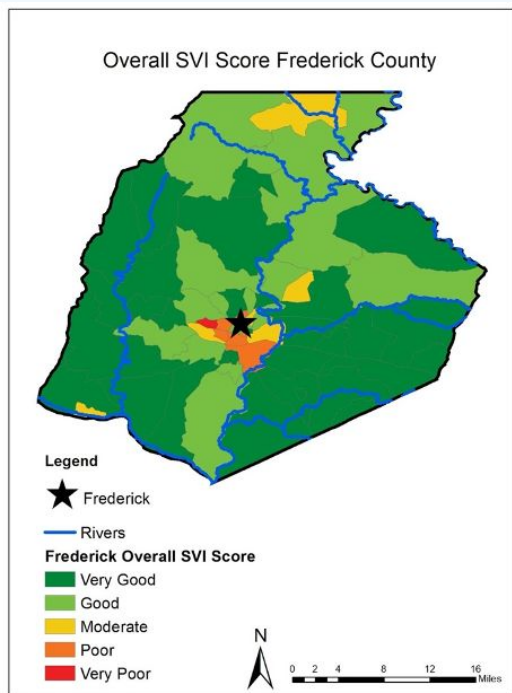 Overall SVI Score Frederick County
Legend
Frederick
Rivers
Frederick Overall SVI Score
Very Good
Good
Moderate
Poor
Very Poor
N
0 2 4 8 12 16
Miles